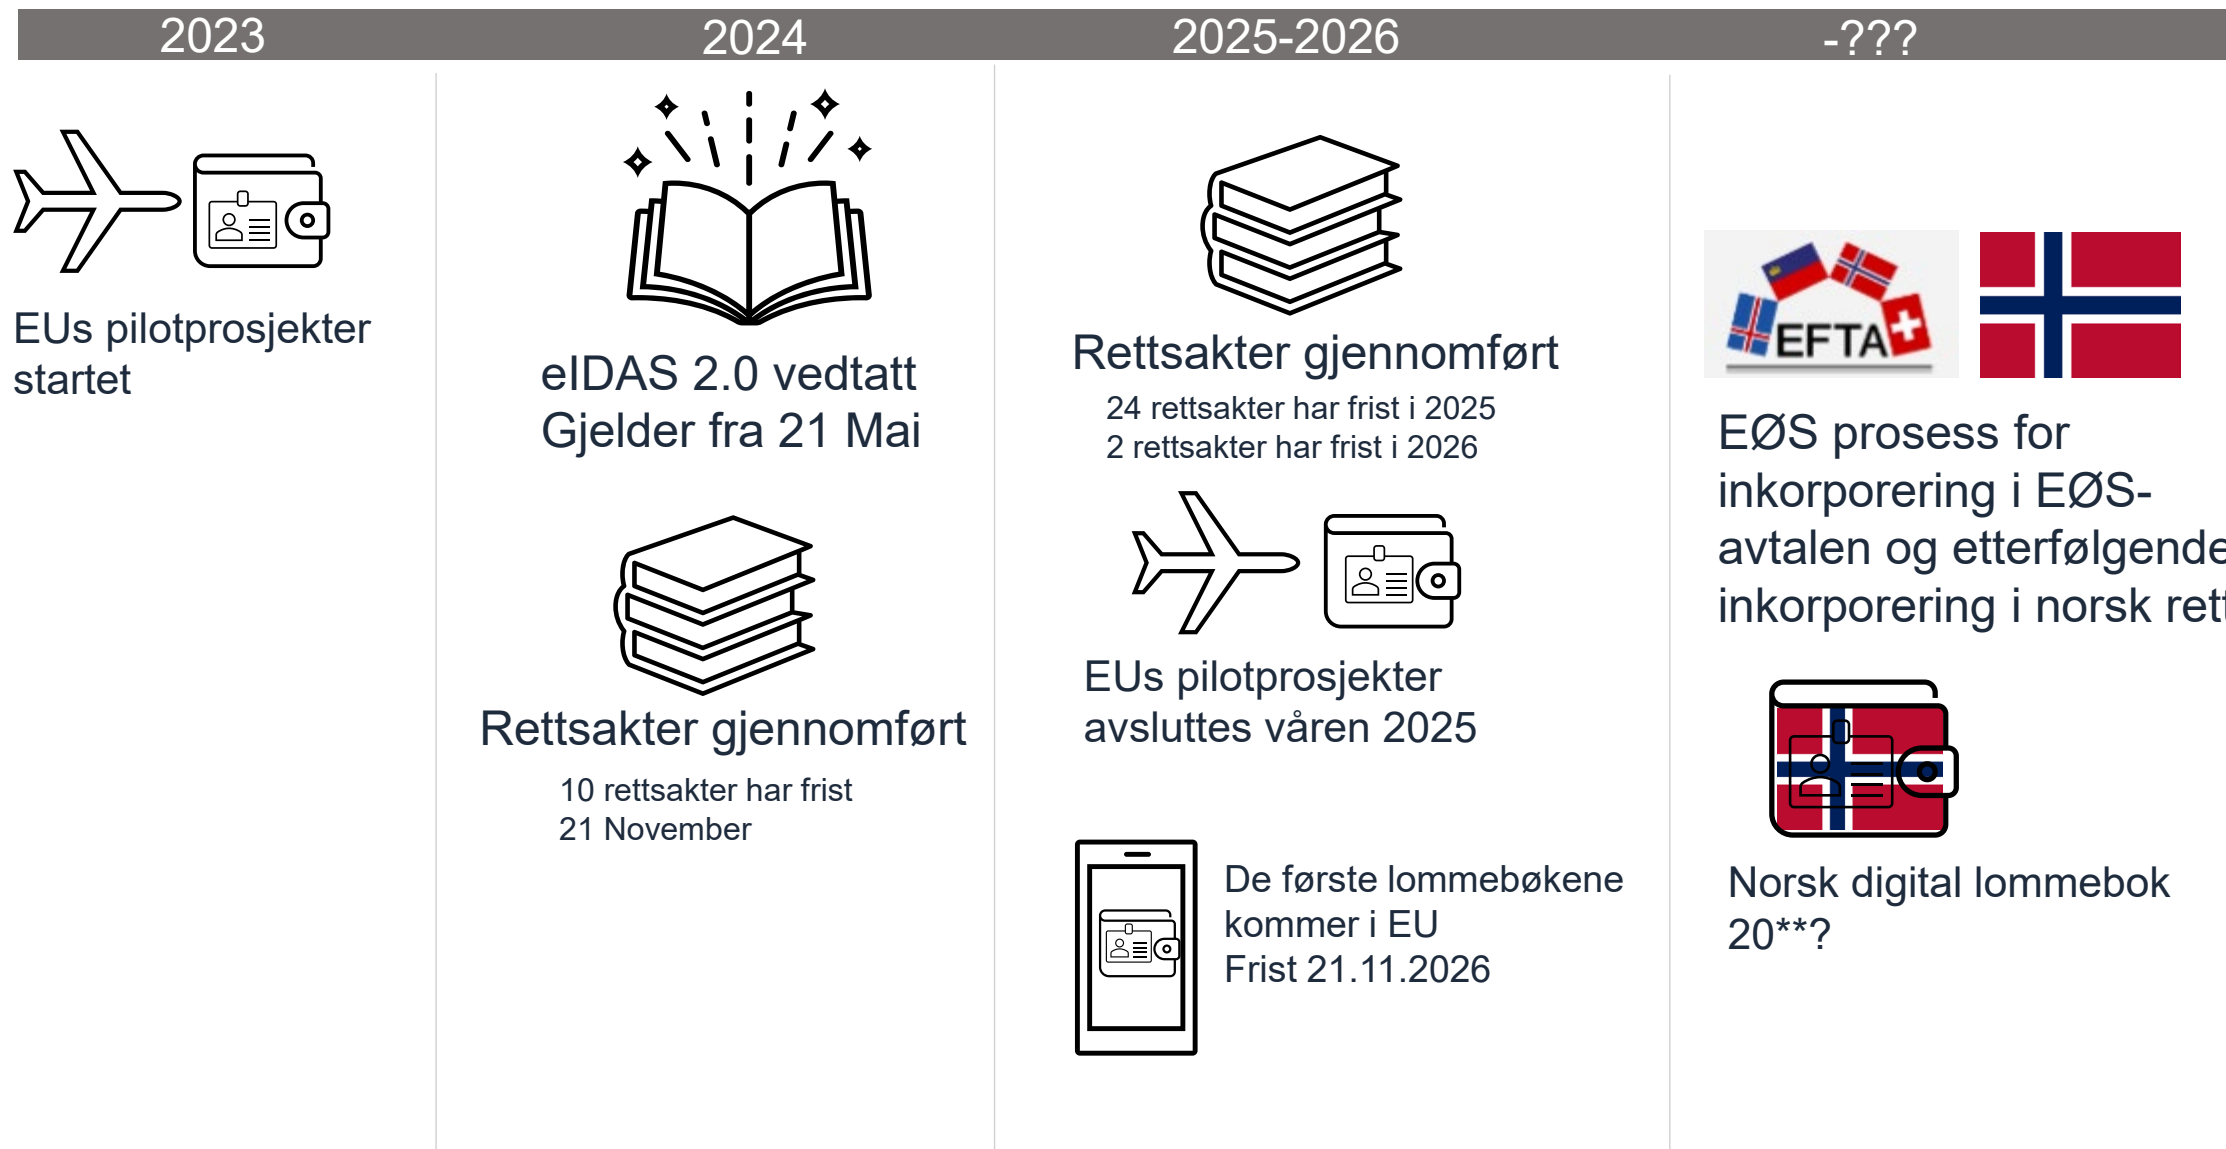 2023
2024
2025-2026
-???
EUs pilotprosjekter
startet
eIDAS 2.0 vedtatt
Gjelder fra 21 Mai
Rettsakter gjennomført
10 rettsakter har frist
21 November
Rettsakter gjennomført
24 rettsakter har frist i 2025
2 rettsakter har frist i 2026
EUs pilotprosjekter
avsluttes våren 2025
De første lommebøkene
kommer i EU
Frist 21.11.2026
EFTA
EØS prosess for
inkorporering i EØS-
avtalen og etterfølgende
inkorporering i norsk rett
Norsk digital lommebok
20**?